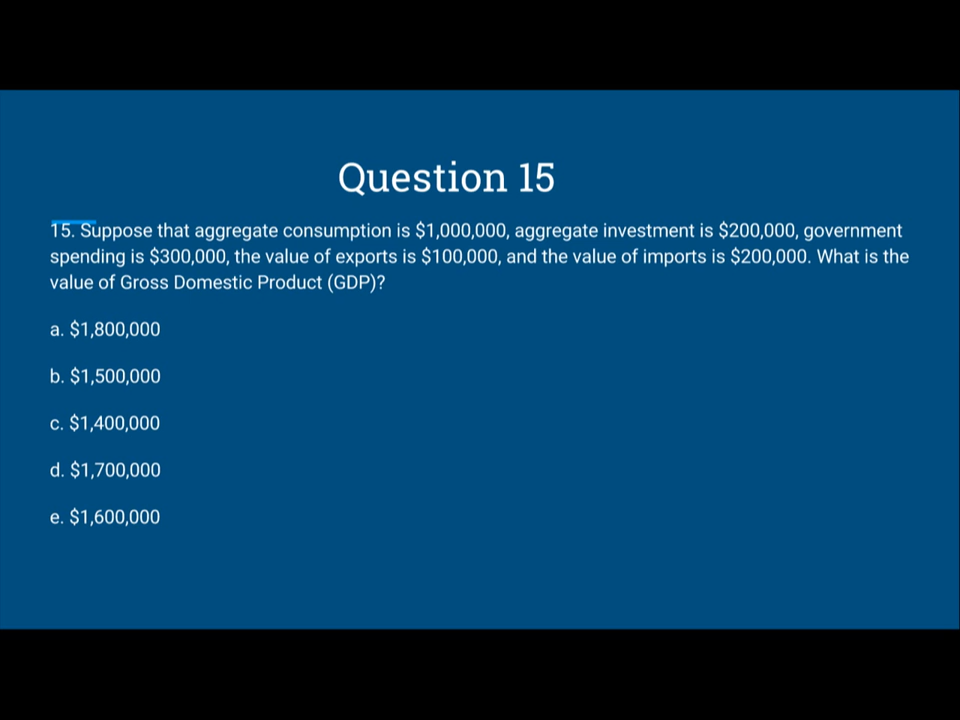 Question 15
15. Suppose that aggregate consumption is $1,000,000, aggregate investment is $200,000, government
spending is $300,000, the value of exports is $100,000, and the value of imports is $200,000. What is the
value of Gross Domestic Product (GDP)?
a. $1,800,000
b. $1,500,000
c. $1,400,000
d. $1,700,000
e. $1,600,000